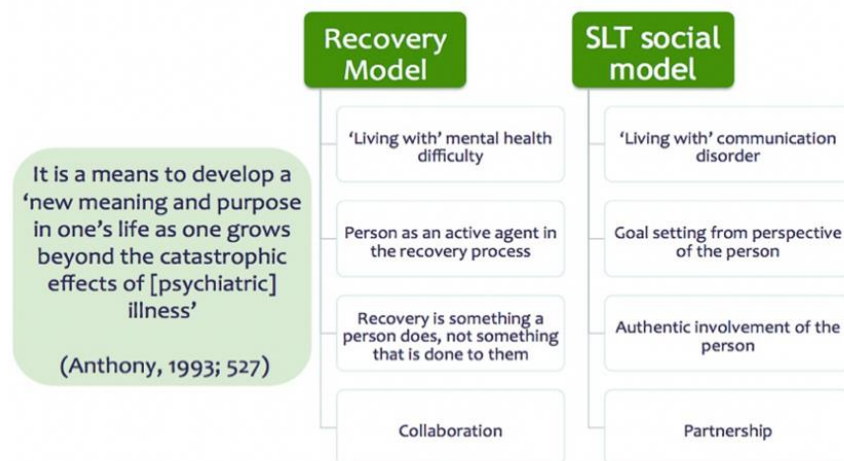 It is a means to develop a
‘new meaning and purpose
in one’s life as one grows
beyond the catastrophic
effects of [psychiatric]
illness’
(Anthony, 1993; 527)
Recovery
Model
‘Living with’ mental health
difficulty
Person as an active agent in
the recovery process
Recovery is something a
person does, not something
that is done to them
Collaboration
SLT social
model
‘Living with’ communication
disorder
Goal setting from perspective
of the person
Authentic involvement of the
person
Partnership